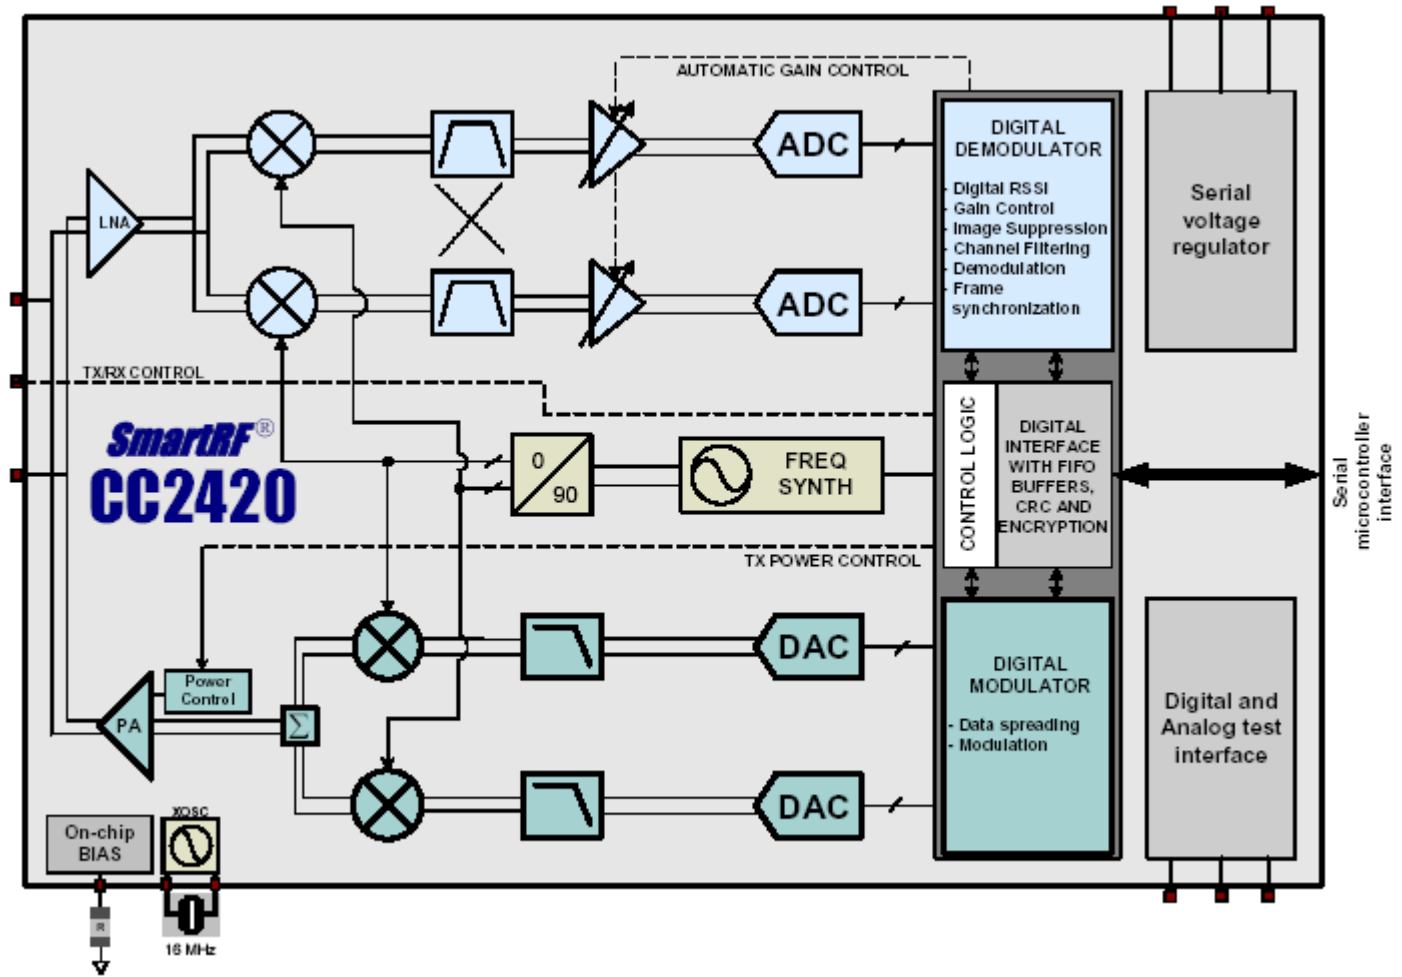 AUTOMATIC GAIN CONTROL
LNA
ADC
ADC
DIGITAL
DEMODULATOR
- Digital RSSI
- Gain Control
- Image Suppression
- Channel Filtering
- Demodulation
- Frame
synchronization
Serial
voltage
regulator
TX/RX CONTROL
SmartRF®
CC2420
0
90
FREQ
SYNTH
CONTROL LOGIC
DIGITAL
INTERFACE
WITH FIFO
BUFFERS,
CRC AND
ENCRYPTION
Serial
microcontroller
interface
TX POWER CONTROL
Power
Control
PA
Σ
DAC
DAC
DIGITAL
MODULATOR
- Data spreading
- Modulation
Digital and
Analog test
interface
On-chip
BIAS
XOSC
R
16 MHz